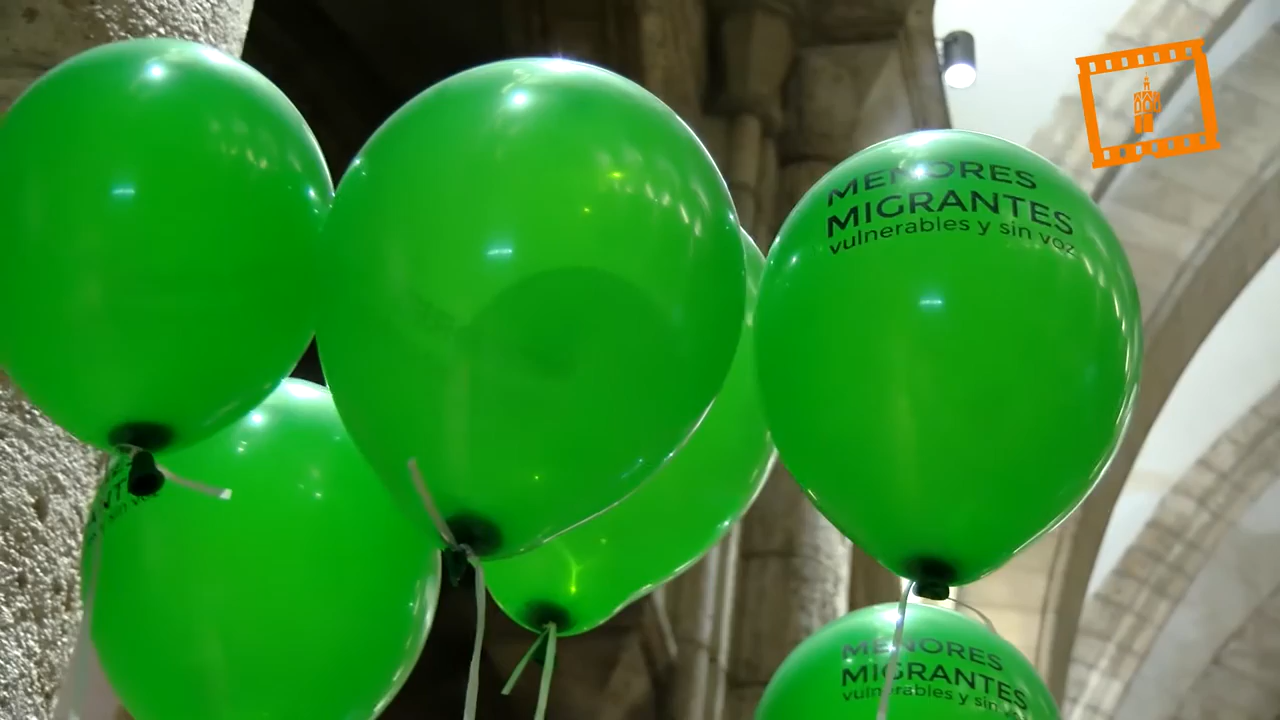 MENORES
MIGRANTES
vulnerables y sin voz
MENORES
MIGRANTES
vulnerables y sin voz